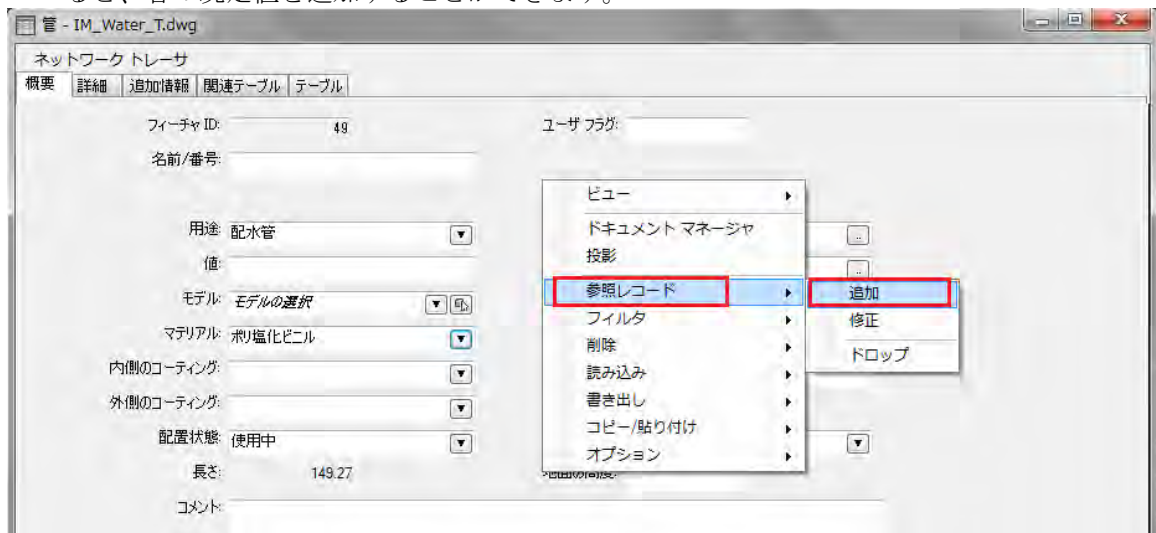 管 - IM_Water_T.dwg
ネットワーク トレーサ
概要 詳細 追加情報 関連テーブル テーブル
フィーチャ ID: 49 ユーザ フラグ:
名前/番号:
用途: 配水管
値:
モデル: モデルの選択
マテリアル: ポリ塩化ビニル
内側のコーティング:
外側のコーティング:
配置状態: 使用中
長さ: 149.27
コメント:
ビュー
ドキュメント マネージャ
投影
参照レコード
フィルタ
削除
読み込み
書き出し
コピー/貼り付け
オプション
追加
修正
ドロップ